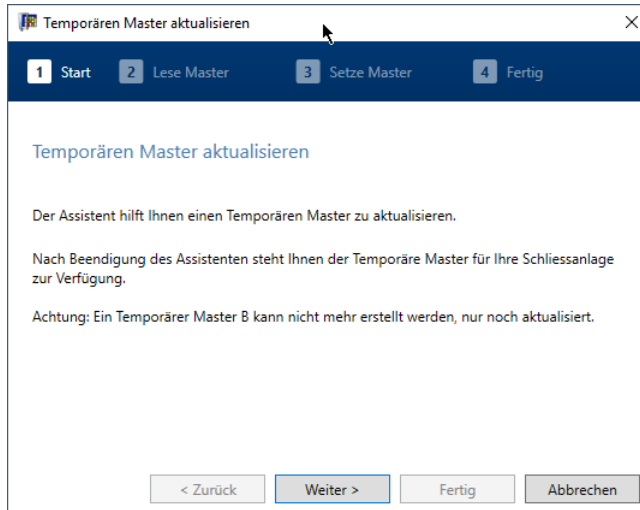 Temporären Master aktualisieren
1 Start 2 Lese Master 3 Setze Master 4 Fertig
Temporären Master aktualisieren
Der Assistent hilft Ihnen einen Temporären Master zu aktualisieren.
Nach Beendigung des Assistenten steht Ihnen der Temporäre Master für Ihre Schliessanlage
zur Verfügung.
Achtung: Ein Temporärer Master B kann nicht mehr erstellt werden, nur noch aktualisiert.
< Zurück Weiter > Fertig Abbrechen